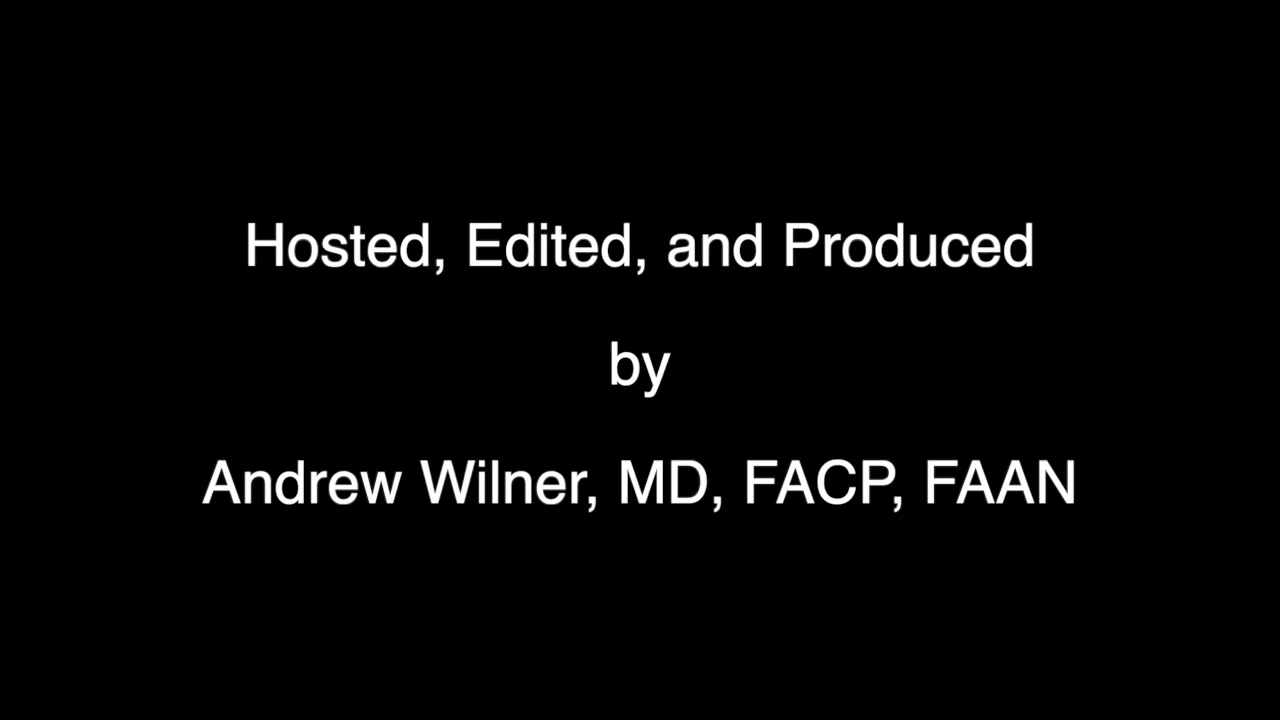 Hosted, Edited, and Produced
by
Andrew Wilner, MD, FACP, FAAN